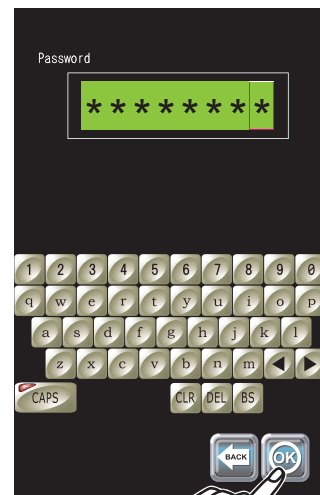 Password
********
1 2 3 4 5 6 7 8 9 0
q w e r t y u i o p
a s d f g h j k l
z x c v b n m
CAPS CLR DEL BS
BACK OK